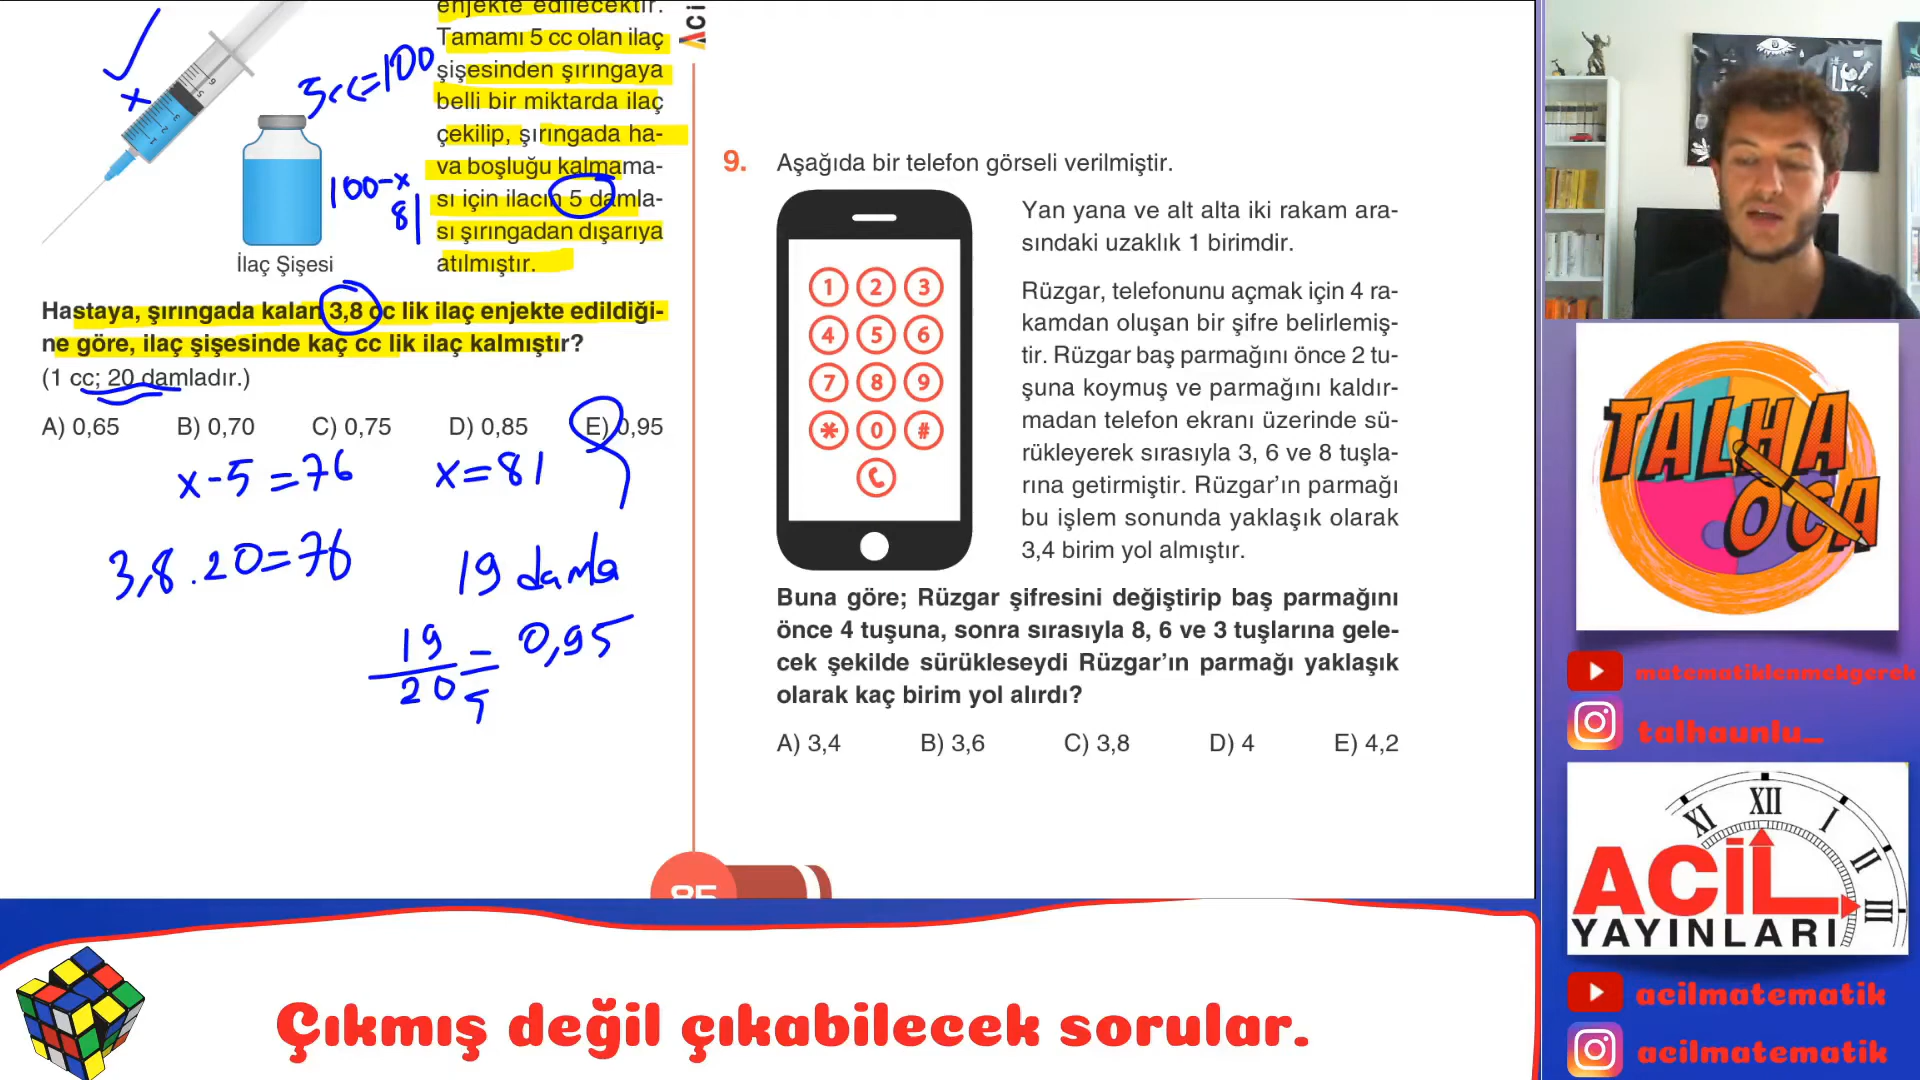 enjekte edilecektir.
Tamamı 5 cc olan ilaç
şişesinden şırıngaya
belli bir miktarda ilaç
çekilip, şırıngada ha-
va boşluğu kalmama-
sı için ilacın 5 damla-
sı şırıngadan dışarıya
atılmıştır.
5cc=100
x
100-x
81
İlaç Şişesi
Hastaya, şırıngada kalan 3,8 cc lik ilaç enjekte edildiği-
ne göre, ilaç şişesinde kaç cc lik ilaç kalmıştır?
(1 cc; 20 damladır.)
A) 0,65 B) 0,70 C) 0,75 D) 0,85 E) 0,95
x-5=76 x=81
3,8.20=76 19 damla
19
20 = 0,95
5
85
9. Aşağıda bir telefon görseli verilmiştir.
1 2 3
4 5 6
7 8 9
* 0 #
Yan yana ve alt alta iki rakam ara-
sındaki uzaklık 1 birimdir.
Rüzgar, telefonunu açmak için 4 ra-
kamdan oluşan bir şifre belirlemiş-
tir. Rüzgar baş parmağını önce 2 tu-
şuna koymuş ve parmağını kaldır-
madan telefon ekranı üzerinde sü-
rükleyerek sırasıyla 3, 6 ve 8 tuşla-
rına getirmiştir. Rüzgar'ın parmağı
bu işlem sonunda yaklaşık olarak
3,4 birim yol almıştır.
Buna göre; Rüzgar şifresini değiştirip baş parmağını
önce 4 tuşuna, sonra sırasıyla 8, 6 ve 3 tuşlarına gele-
cek şekilde sürükleseydi Rüzgar'ın parmağı yaklaşık
olarak kaç birim yol alırdı?
A) 3,4 B) 3,6 C) 3,8 D) 4 E) 4,2
TALHA
OCA
matematiklenmekgerek
talhaunlu_
XI XII I II III
ACİL
YAYINLARI
acilmatematik
acilmatematik
Çıkmış değil çıkabilecek sorular.